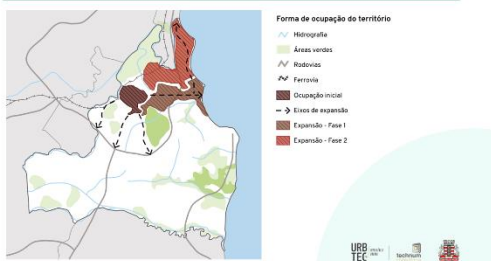 Forma de ocupação do território
Hidrografia
Áreas verdes
Rodovias
Ferrovia
Ocupação inicial
Eixos de expansão
Expansão - Fase I
Expansão - Fase 2
URB
TEC
technum